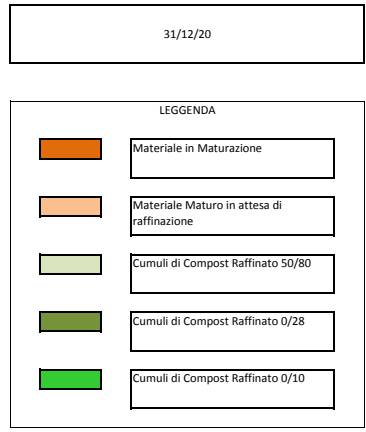 31/12/20
LEGGENDA
Materiale in Maturazione
Materiale Maturo in attesa di
raffinazione
Cumuli di Compost Raffinato 50/80
Cumuli di Compost Raffinato 0/28
Cumuli di Compost Raffinato 0/10